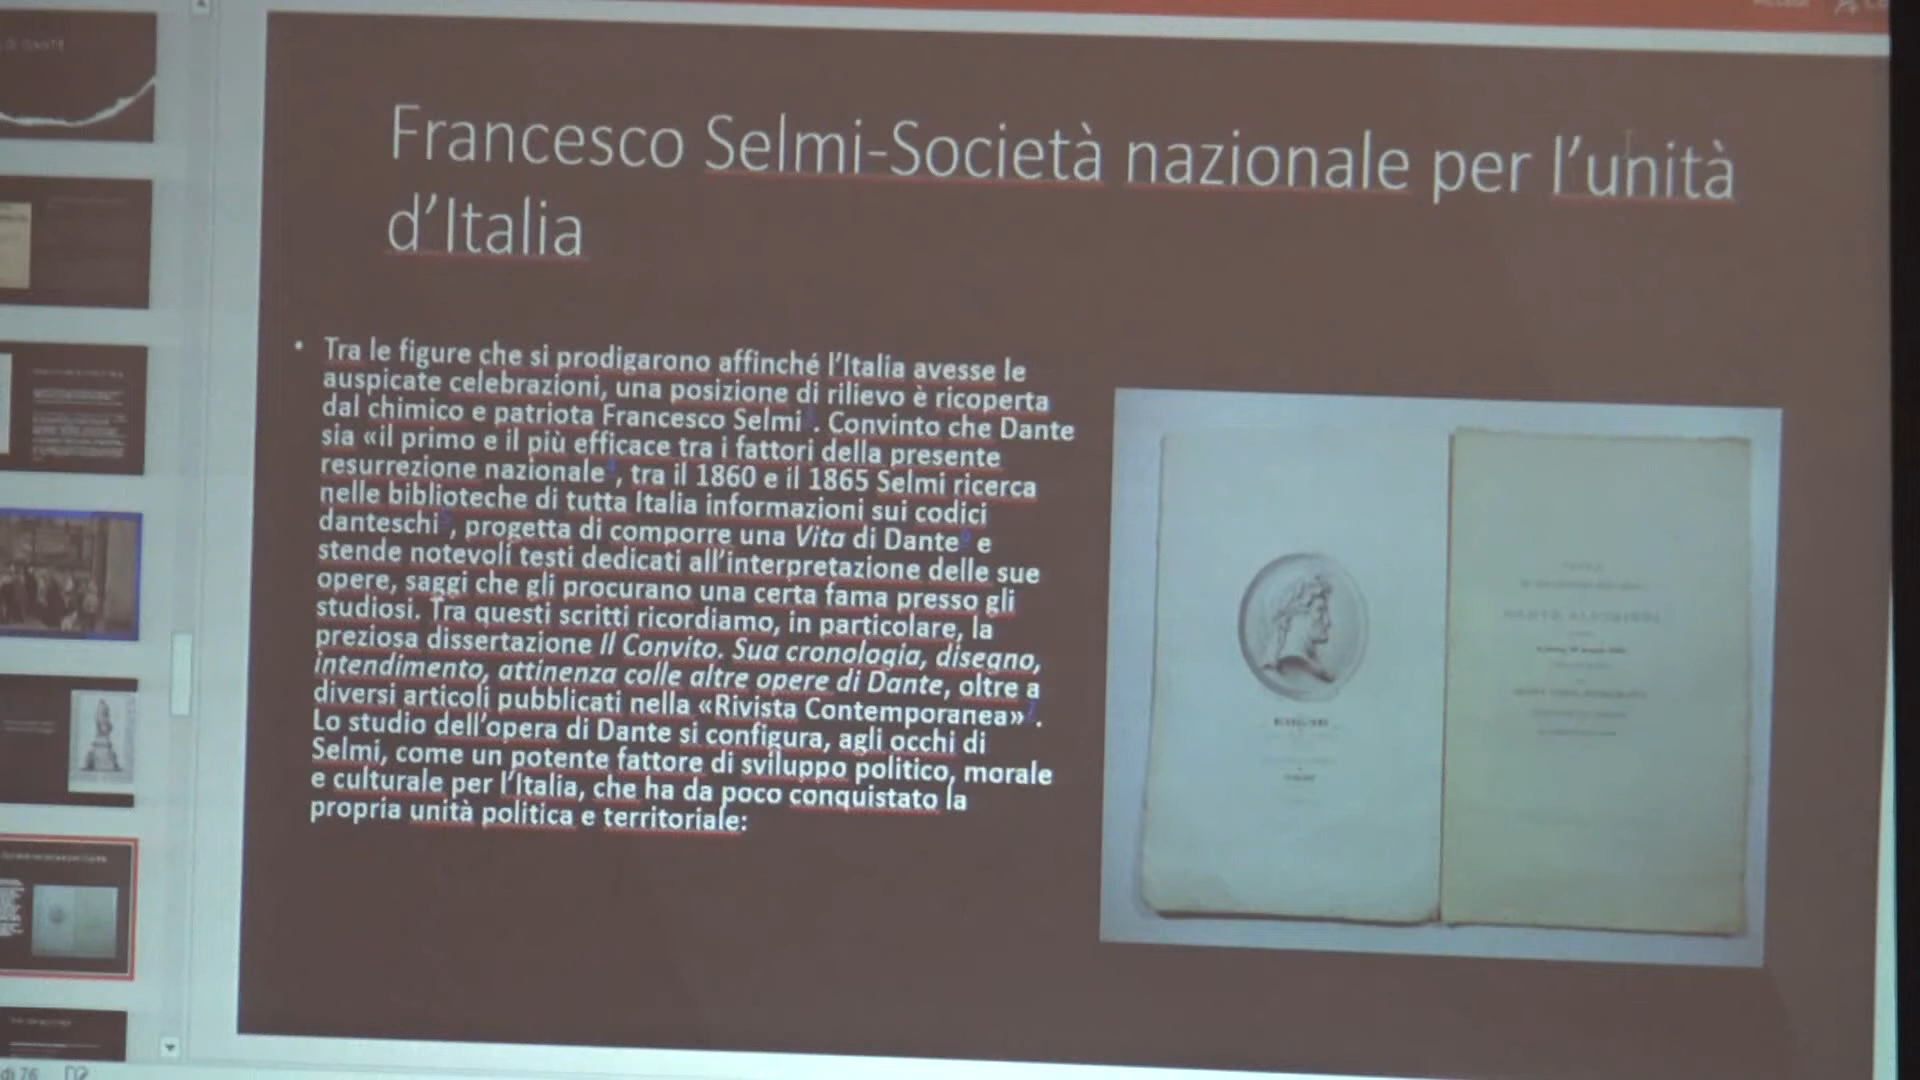 Francesco Selmi-Società nazionale per l'unità
d'Italia
• Tra le figure che si prodigarono affinché l'Italia avesse le
auspicate celebrazioni, una posizione di rilievo è ricoperta
dal chimico e patriota Francesco Selmi . Convinto che Dante
sia «il primo e il più efficace tra i fattori della presente
resurrezione nazionale , tra il 1860 e il 1865 Selmi ricerca
nelle biblioteche di tutta Italia informazioni sui codici
danteschi , progetta di comporre una Vita di Dante e
stende notevoli testi dedicati all'interpretazione delle sue
opere, saggi che gli procurano una certa fama presso gli
studiosi. Tra questi scritti ricordiamo, in particolare, la
preziosa dissertazione Il Convito. Sua cronologia, disegno,
intendimento, attinenza colle altre opere di Dante, oltre a
diversi articoli pubblicati nella «Rivista Contemporanea» .
Lo studio dell'opera di Dante si configura, agli occhi di
Selmi, come un potente fattore di sviluppo politico, morale
e culturale per l'Italia, che ha da poco conquistato la
propria unità politica e territoriale:
DANTE ALIGHIERI
di 76